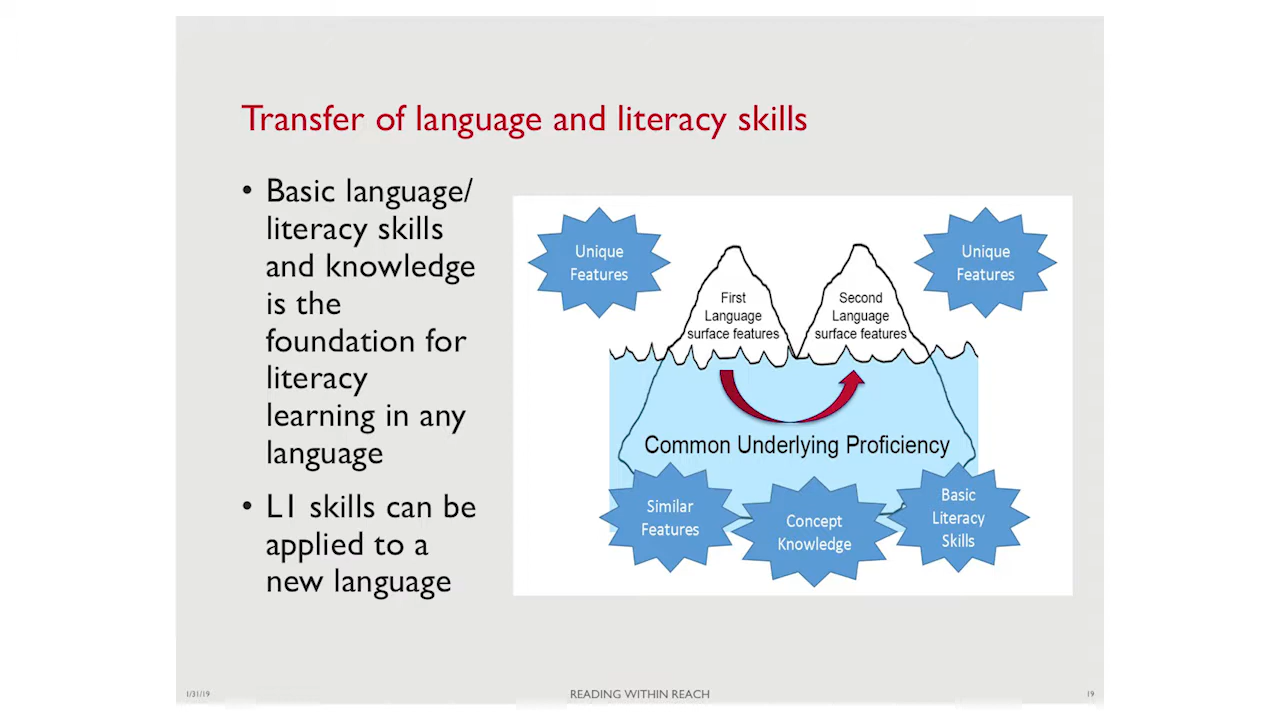 Transfer of language and literacy skills
• Basic language/
literacy skills
and knowledge
is the
foundation for
literacy
learning in any
language
• L1 skills can be
applied to a
new language
Unique
Features
Unique
Features
First
Language
surface features
Second
Language
surface features
Common Underlying Proficiency
Similar
Features
Concept
Knowledge
Basic
Literacy
Skills
1/31/19
READING WITHIN REACH
19